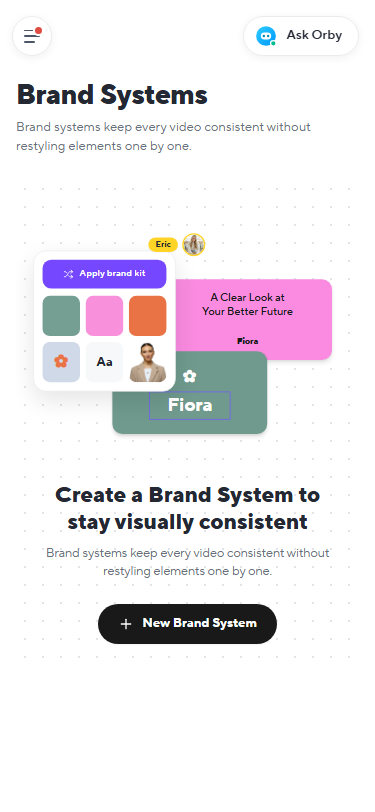 Ask Orby
Brand Systems
Brand systems keep every video consistent without
restyling elements one by one.
Eric
Apply brand kit
Aa
A Clear Look at
Your Better Future
Fiora
Fiora
Create a Brand System to
stay visually consistent
Brand systems keep every video consistent without
restyling elements one by one.
New Brand System